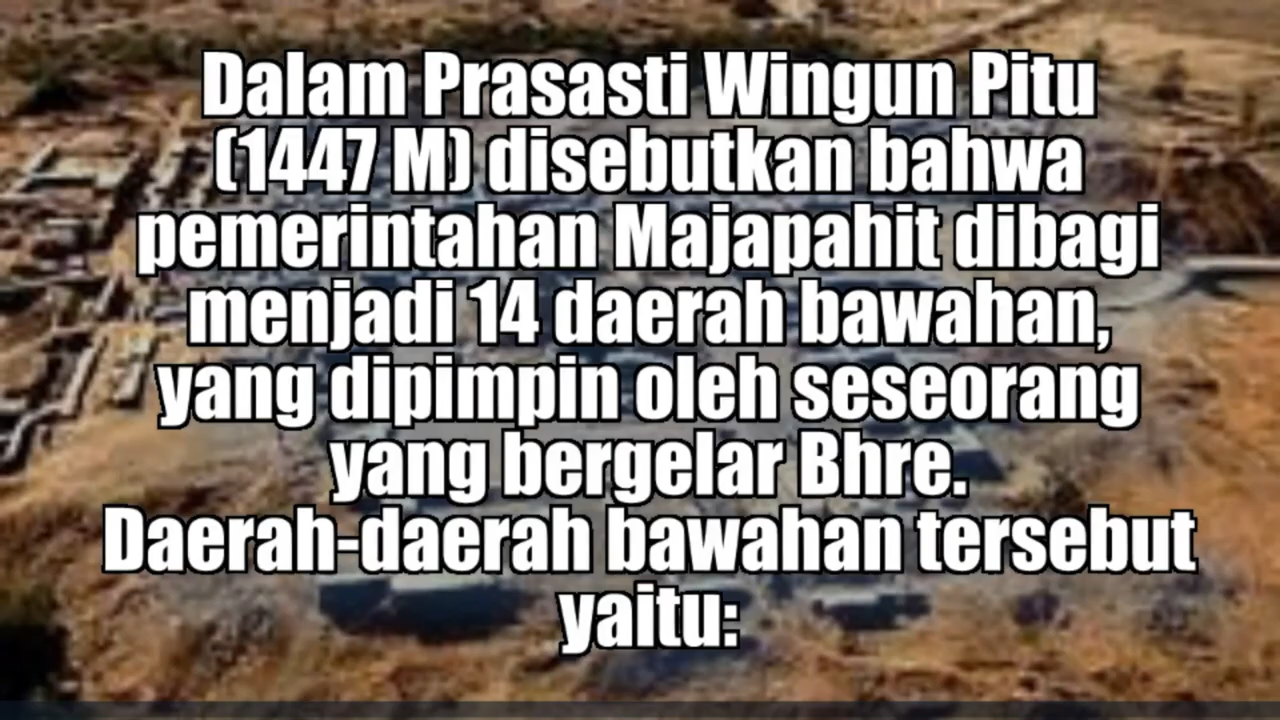 Dalam Prasasti Wingun Pitu
(1447 M) disebutkan bahwa
pemerintahan Majapahit dibagi
menjadi 14 daerah bawahan,
yang dipimpin oleh seseorang
yang bergelar Bhre.
Daerah-daerah bawahan tersebut
yaitu: